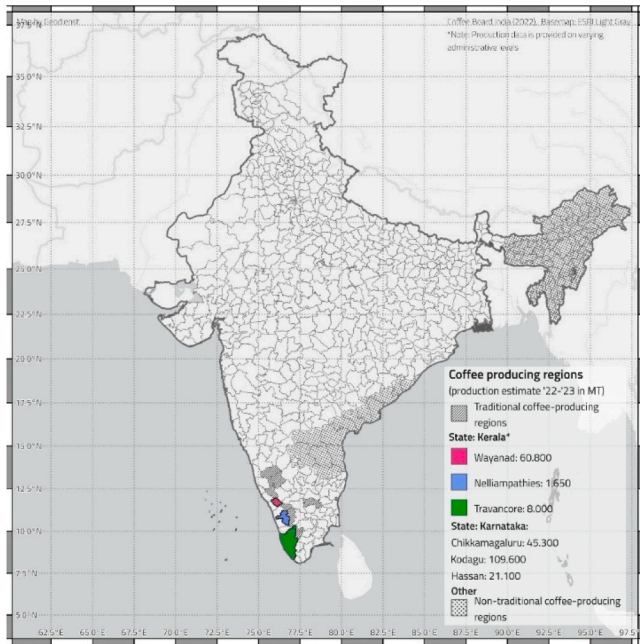 Map by Geodienst
Coffee Board India (2022), Basemap: ESRI Light Gray
*Note: Production data is provided on varying
administrative levels
37.5°N
35.0°N
32.5°N
30.0°N
27.5°N
25.0°N
22.5°N
20.0°N
17.5°N
15.0°N
12.5°N
10.0°N
7.5°N
5.0°N
Coffee producing regions
(production estimate '22-'23 in MT)
Traditional coffee-producing
regions
State: Kerala*
Wayanad: 60.800
Nelliampathies: 1.650
Travancore: 8.000
State: Karnataka:
Chikkamagaluru: 45.300
Kodagu: 109.600
Hassan: 21.100
Other
Non-traditional coffee-producing
regions
62.5°E 65.0°E 67.5°E 70.0°E 72.5°E 75.0°E 77.5°E 80.0°E 82.5°E 85.0°E 87.5°E 90.0°E 92.5°E 95.0°E 97.5